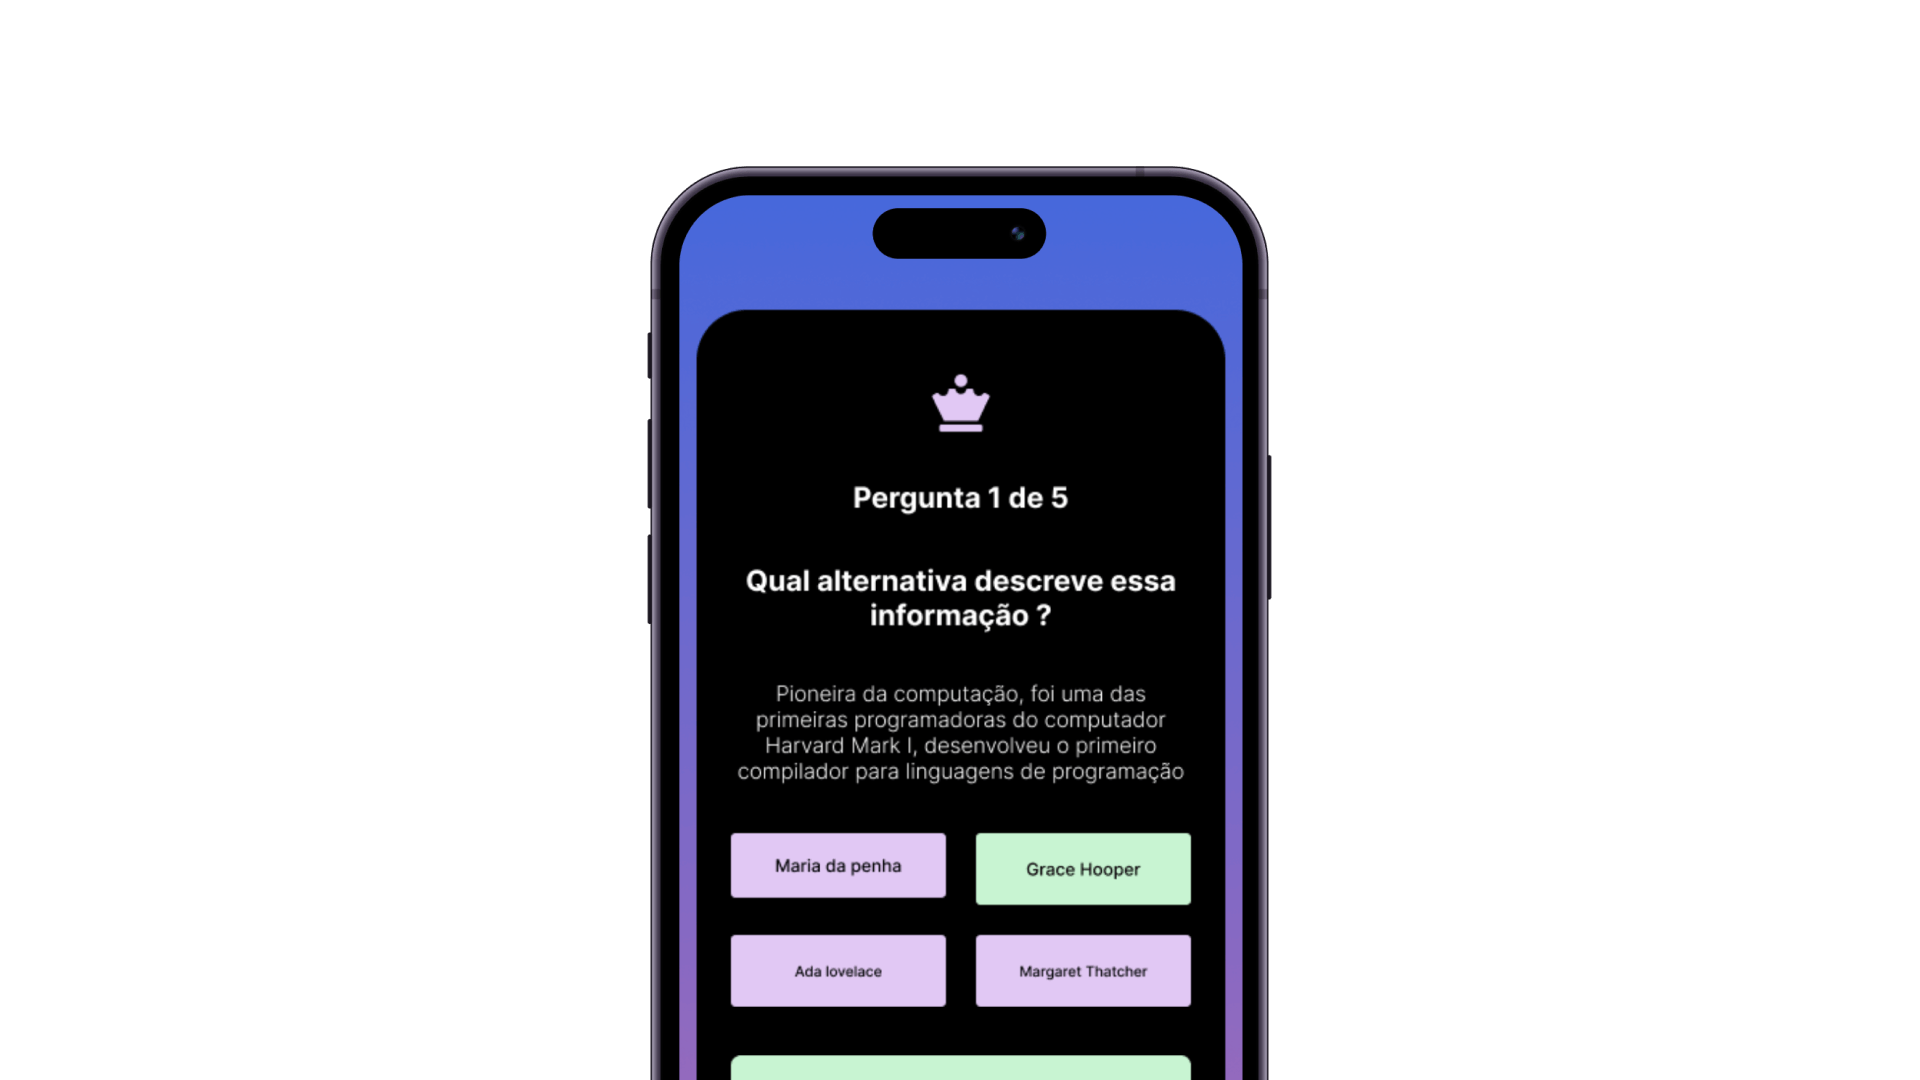 Pergunta 1 de 5
Qual alternativa descreve essa
informação ?
Pioneira da computação, foi uma das
primeiras programadoras do computador
Harvard Mark I, desenvolveu o primeiro
compilador para linguagens de programação
Maria da penha
Grace Hooper
Ada lovelace
Margaret Thatcher